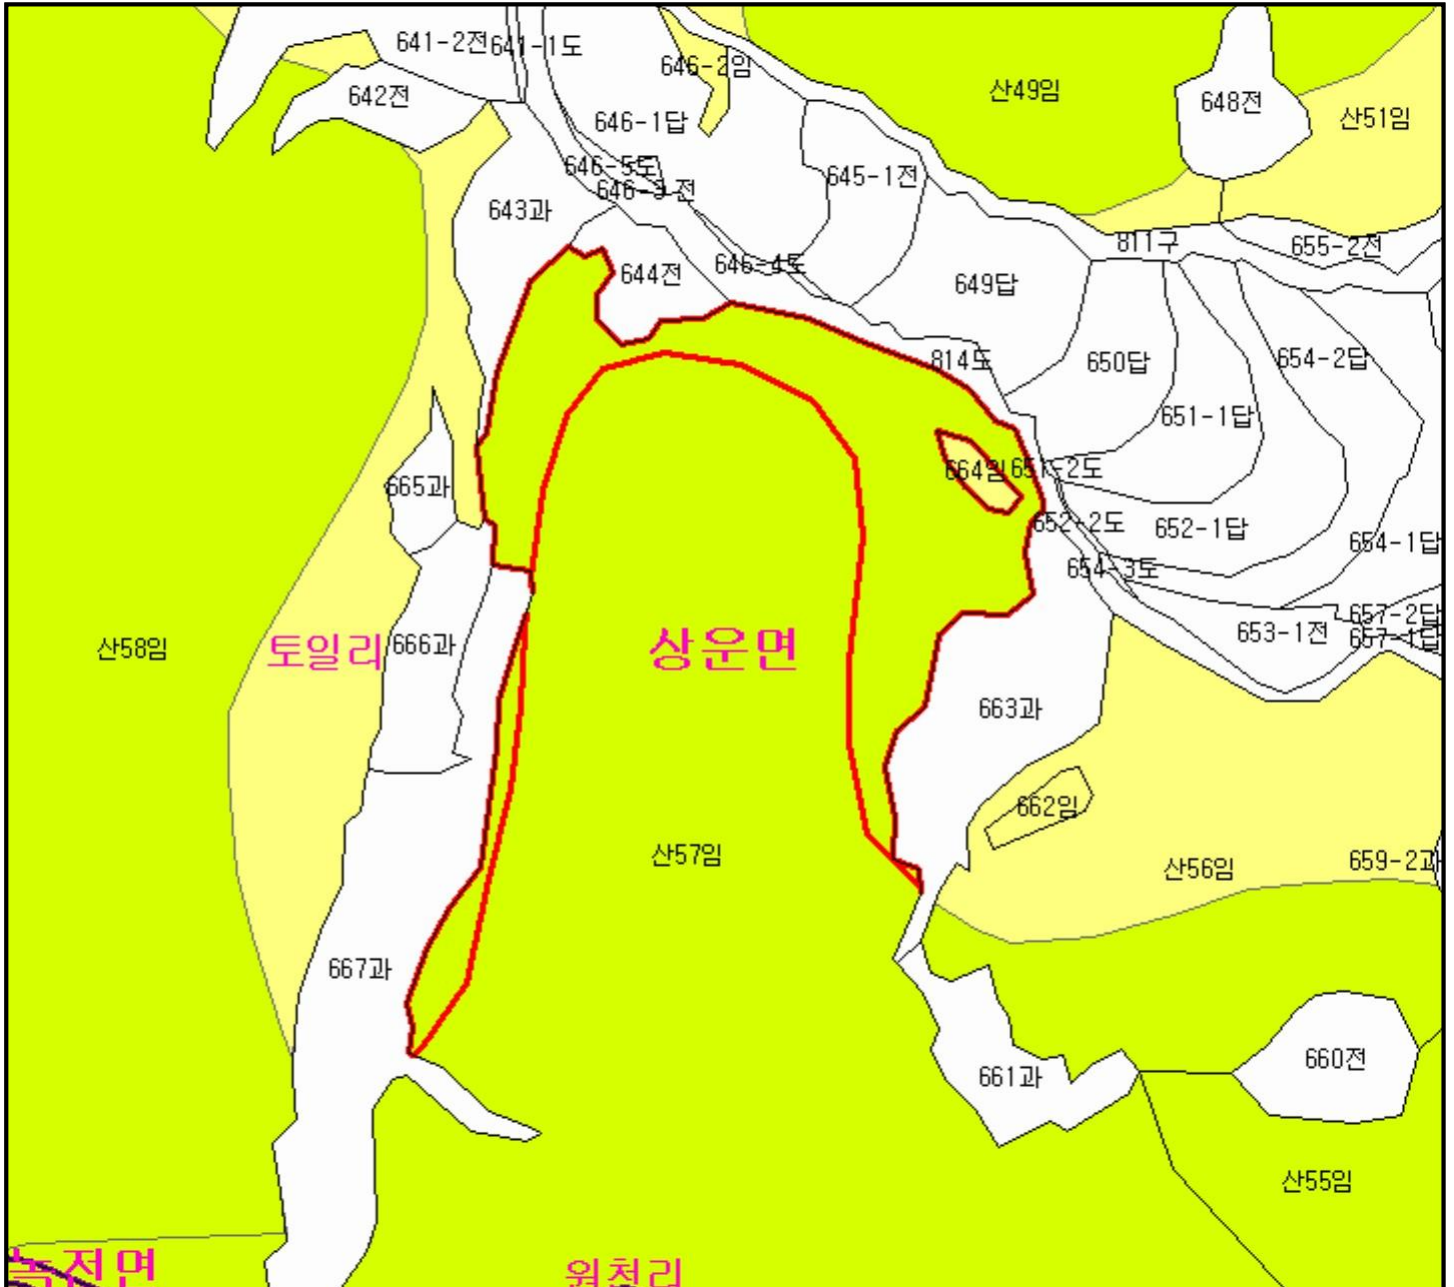 641-2전
641-1도
646-2임
산49임
642전
648전
646-1답
산51임
646-5도
645-1전
646-3전
643과
811구
655-2전
644전
646-4도
649답
814도
650답
654-2답
651-1답
664임
651-2도
665과
652-2도
652-1답
654-1답
654-3도
657-2답
653-1전
657-1답
산58임
토일리
666과
상운면
663과
662임
산57임
산56임
659-2과
667과
661과
660전
산55임
녹전면
원천리